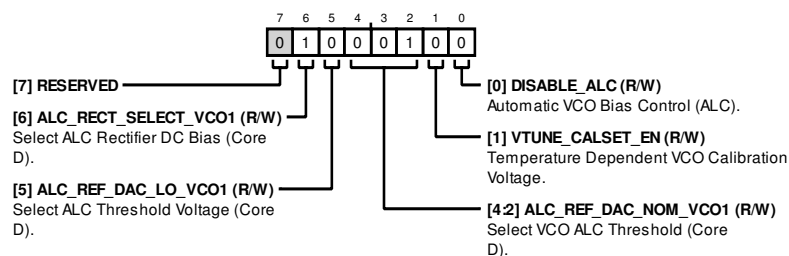 7 6 5 4 3 2 1 0
0 1 0 0 0 1 0 0
[7] RESERVED
[6] ALC_RECT_SELECT_VCO1 (R/W)
Select ALC Rectifier DC Bias (Core
D).
[5] ALC_REF_DAC_LO_VCO1 (R/W)
Select ALC Threshold Voltage (Core
D).
[0] DISABLE_ALC (R/W)
Automatic VCO Bias Control (ALC).
[1] VTUNE_CALSET_EN (R/W)
Temperature Dependent VCO Calibration
Voltage.
[4:2] ALC_REF_DAC_NOM_VCO1 (R/W)
Select VCO ALC Threshold (Core
D).